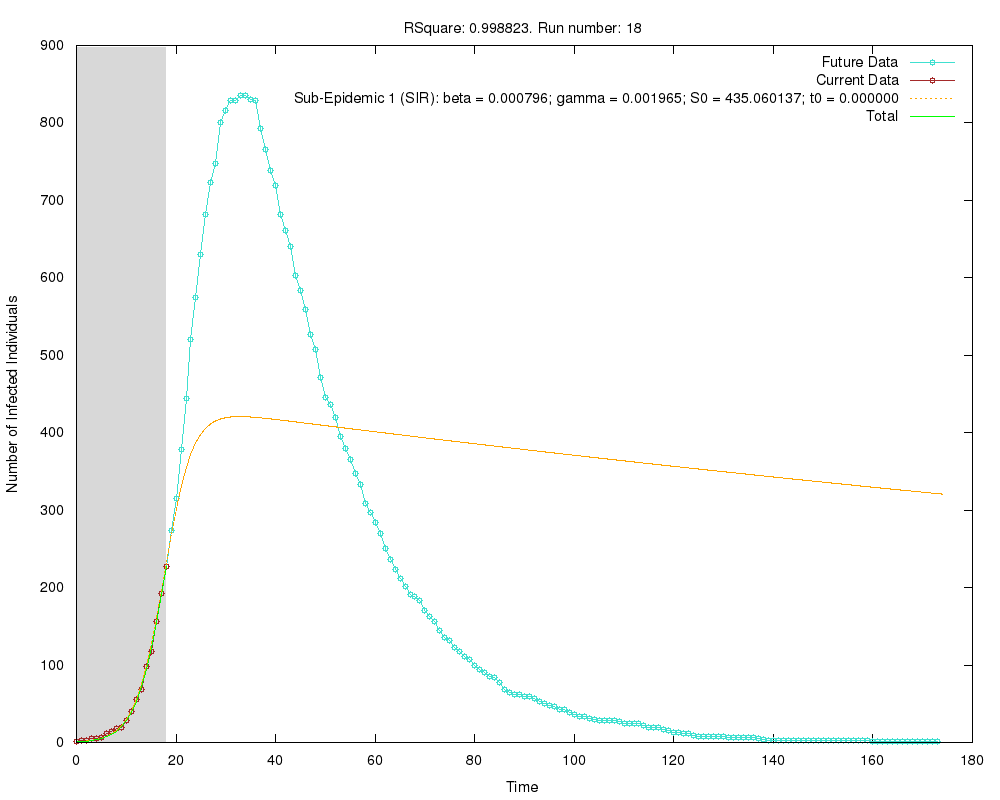 RSquare: 0.998823. Run number: 18
Future Data
Current Data
Sub-Epidemic 1 (SIR): beta = 0.000796; gamma = 0.001965; S0 = 435.060137; t0 = 0.000000
Total
900
800
700
600
500
400
300
200
100
0
Number of Infected Individuals
0 20 40 60 80 100 120 140 160 180
Time